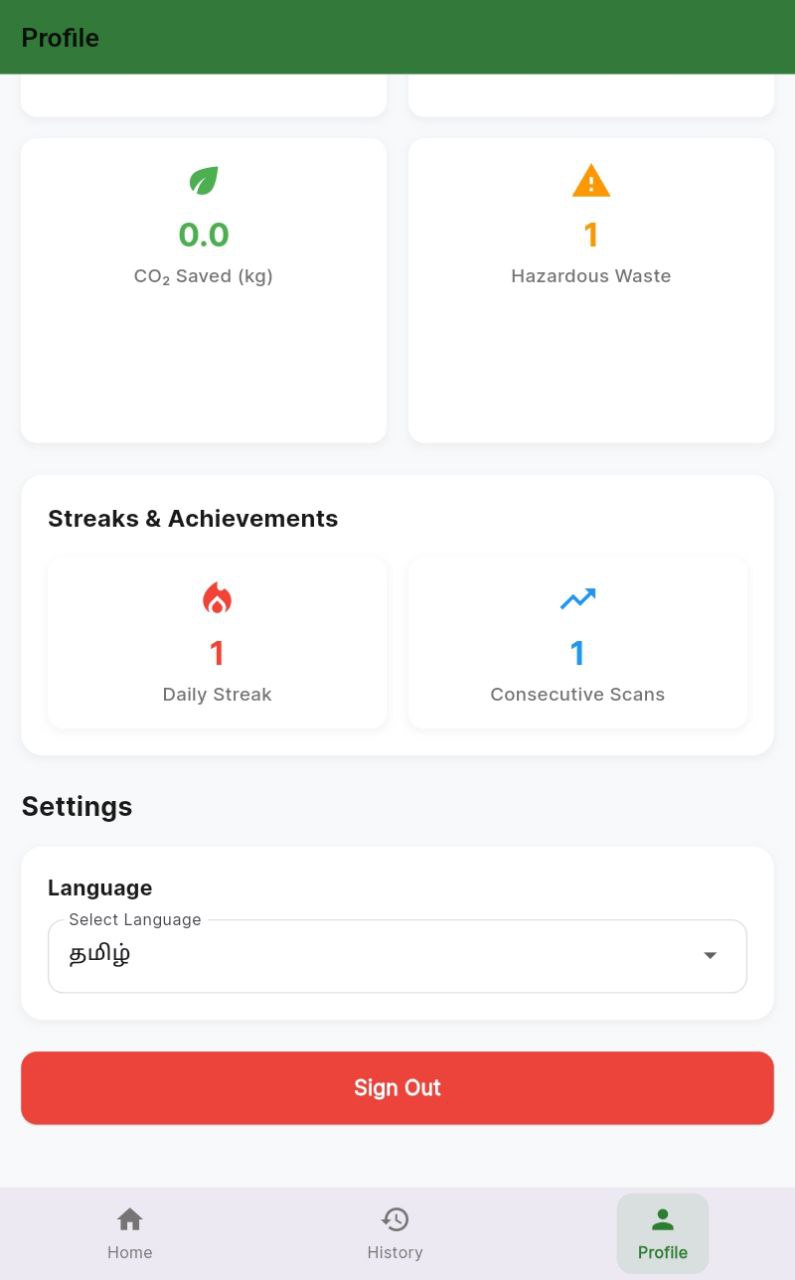 Profile
0.0
CO₂ Saved (kg)
1
Hazardous Waste
Streaks & Achievements
1
Daily Streak
1
Consecutive Scans
Settings
Language
Select Language
தமிழ்
Sign Out
Home
History
Profile